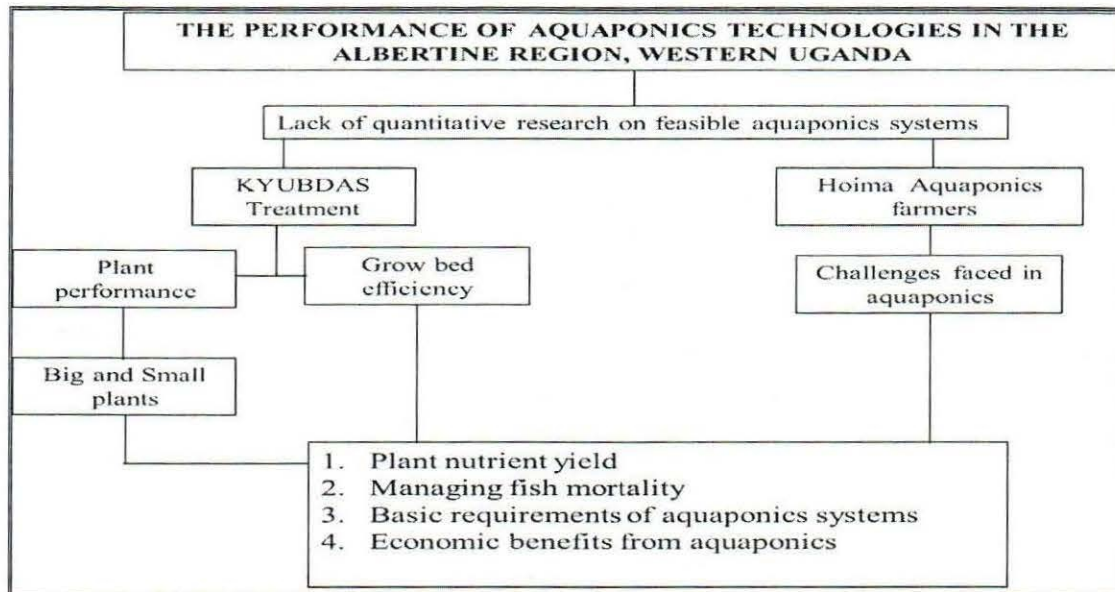 THE PERFORMANCE OF AQUAPONICS TECHNOLOGIES IN THE
ALBERTINE REGION, WESTERN UGANDA
Lack of quantitative research on feasible aquaponics systems
KYUBDAS
Treatment
Hoima Aquaponics
farmers
Plant
performance
Grow bed
efficiency
Challenges faced in
aquaponics
Big and Small
plants
1. Plant nutrient yield
2. Managing fish mortality
3. Basic requirements of aquaponics systems
4. Economic benefits from aquaponics